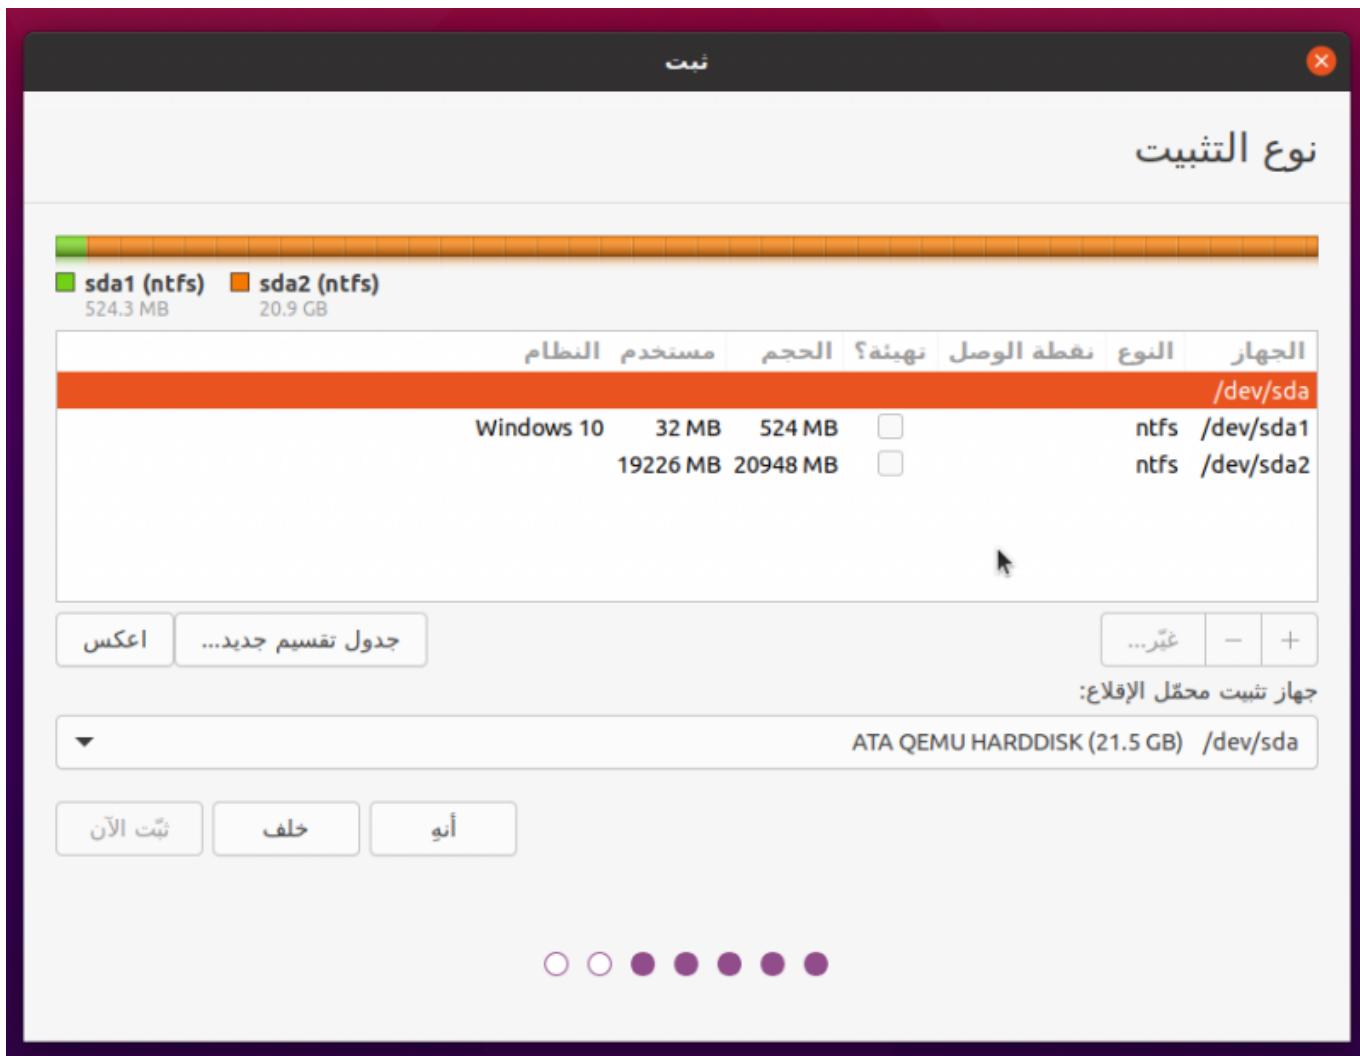 ثبت
نوع التثبيت
sda1 (ntfs) sda2 (ntfs)
524.3 MB 20.9 GB
الجهاز النوع نقطة الوصل تهيئة؟ الحجم مستخدم النظام
/dev/sda
/dev/sda1 ntfs 524 MB 32 MB Windows 10
/dev/sda2 ntfs 20948 MB 19226 MB
+ − غيّر... جدول تقسيم جديد... اعكس
جهاز تثبيت محمّل الإقلاع:
/dev/sda ATA QEMU HARDDISK (21.5 GB)
أنهِ خلف ثبّت الآن